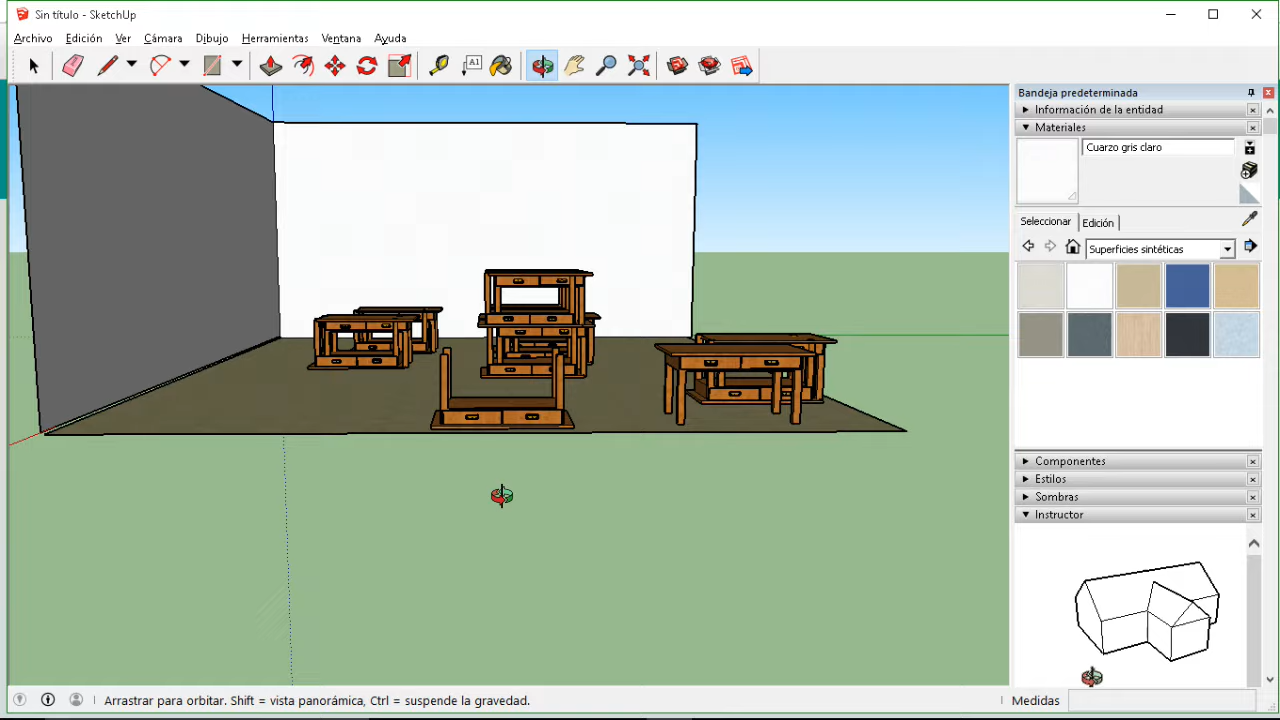 Sin título - SketchUp
Archivo Edición Ver Cámara Dibujo Herramientas Ventana Ayuda
A1
Bandeja predeterminada
Información de la entidad
Materiales
Cuarzo gris claro
Seleccionar Edición
Superficies sintéticas
Componentes
Estilos
Sombras
Instructor
Arrastrar para orbitar. Shift = vista panorámica, Ctrl = suspende la gravedad.
Medidas